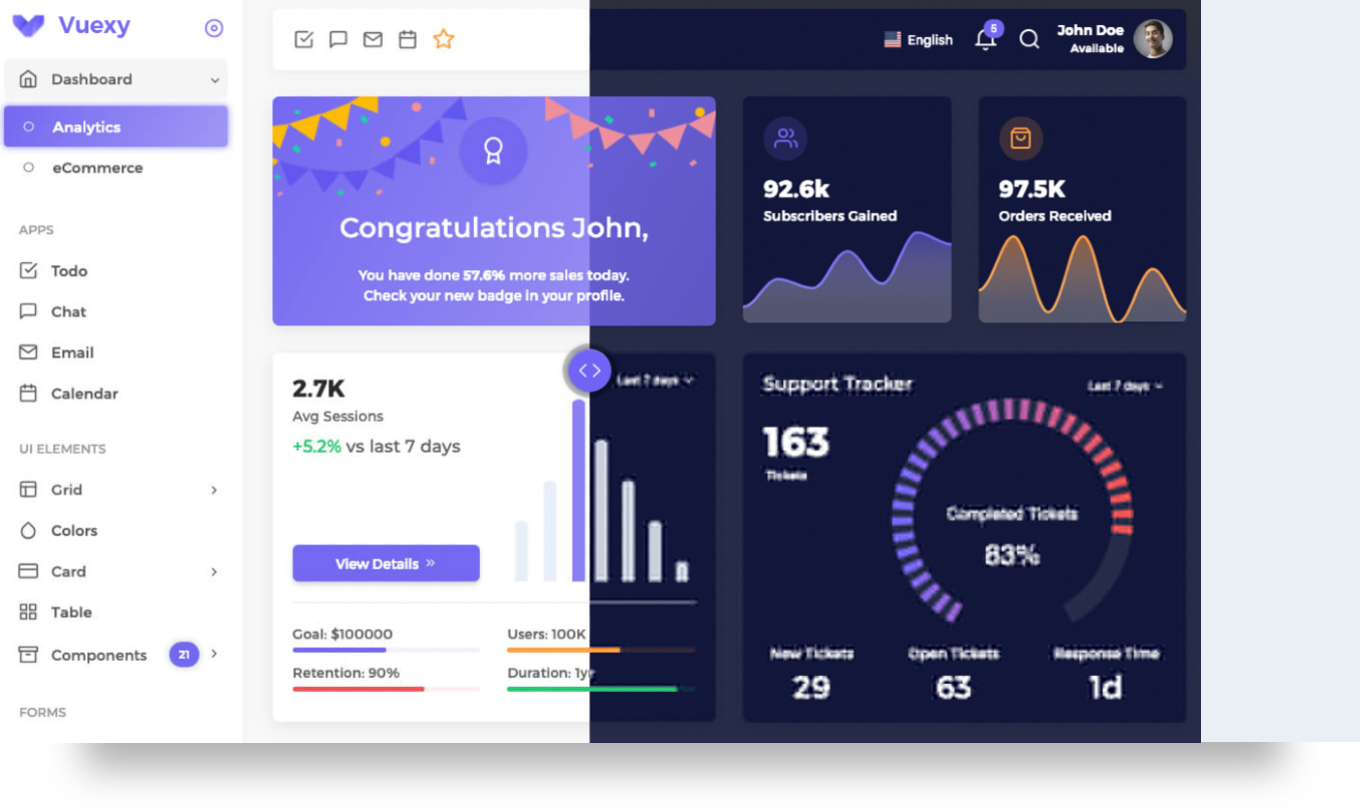 Vuexy
Dashboard
Analytics
eCommerce
APPS
Todo
Chat
Email
Calendar
UI ELEMENTS
Grid
Colors
Card
Table
Components 21
FORMS
English
5
John Doe
Available
Congratulations John,
You have done 57.6% more sales today.
Check your new badge in your profile.
92.6k
Subscribers Gained
97.5K
Orders Received
2.7K
Avg Sessions
+5.2% vs last 7 days
Last 7 days
View Details »
Goal: $100000
Users: 100K
Retention: 90%
Duration: 1yr
Support Tracker
Last 7 days
163
Tickets
Completed Tickets
83%
New Tickets
Open Tickets
Response Time
29
63
1d